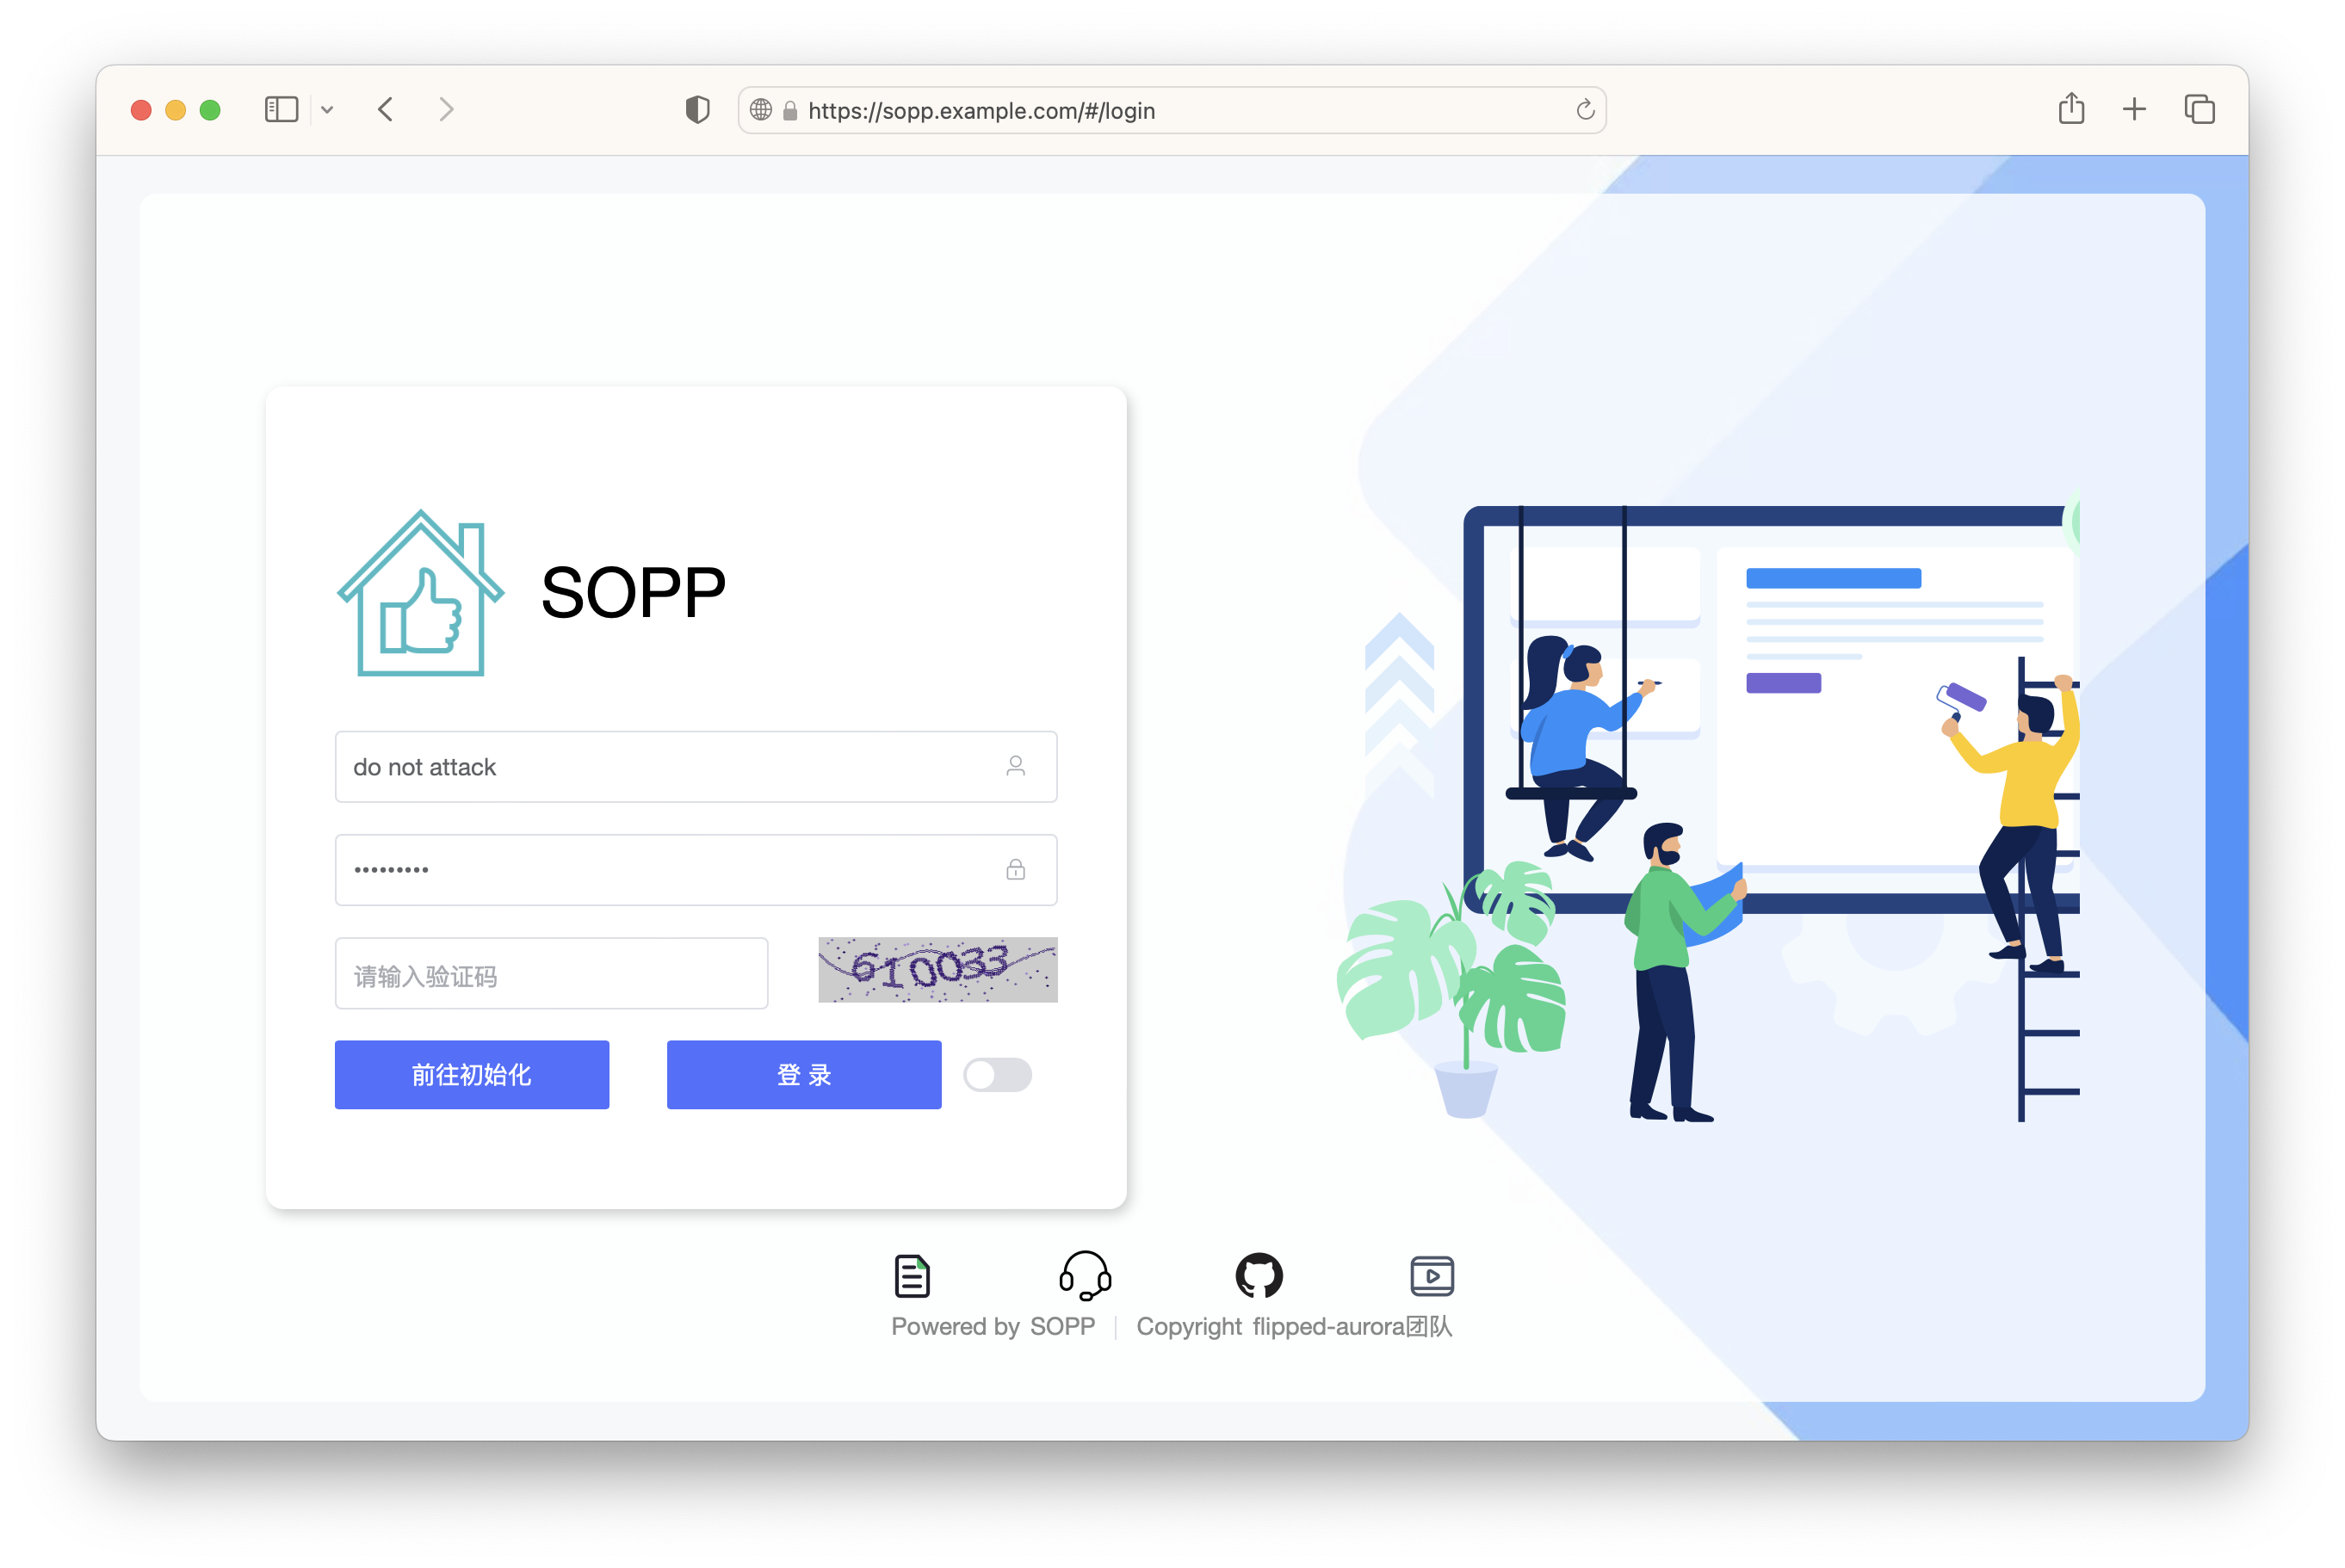 https://sopp.example.com/#/login
SOPP
do not attack
•••••••••
请输入验证码
610033
前往初始化
登 录
Powered by SOPP | Copyright flipped-aurora团队